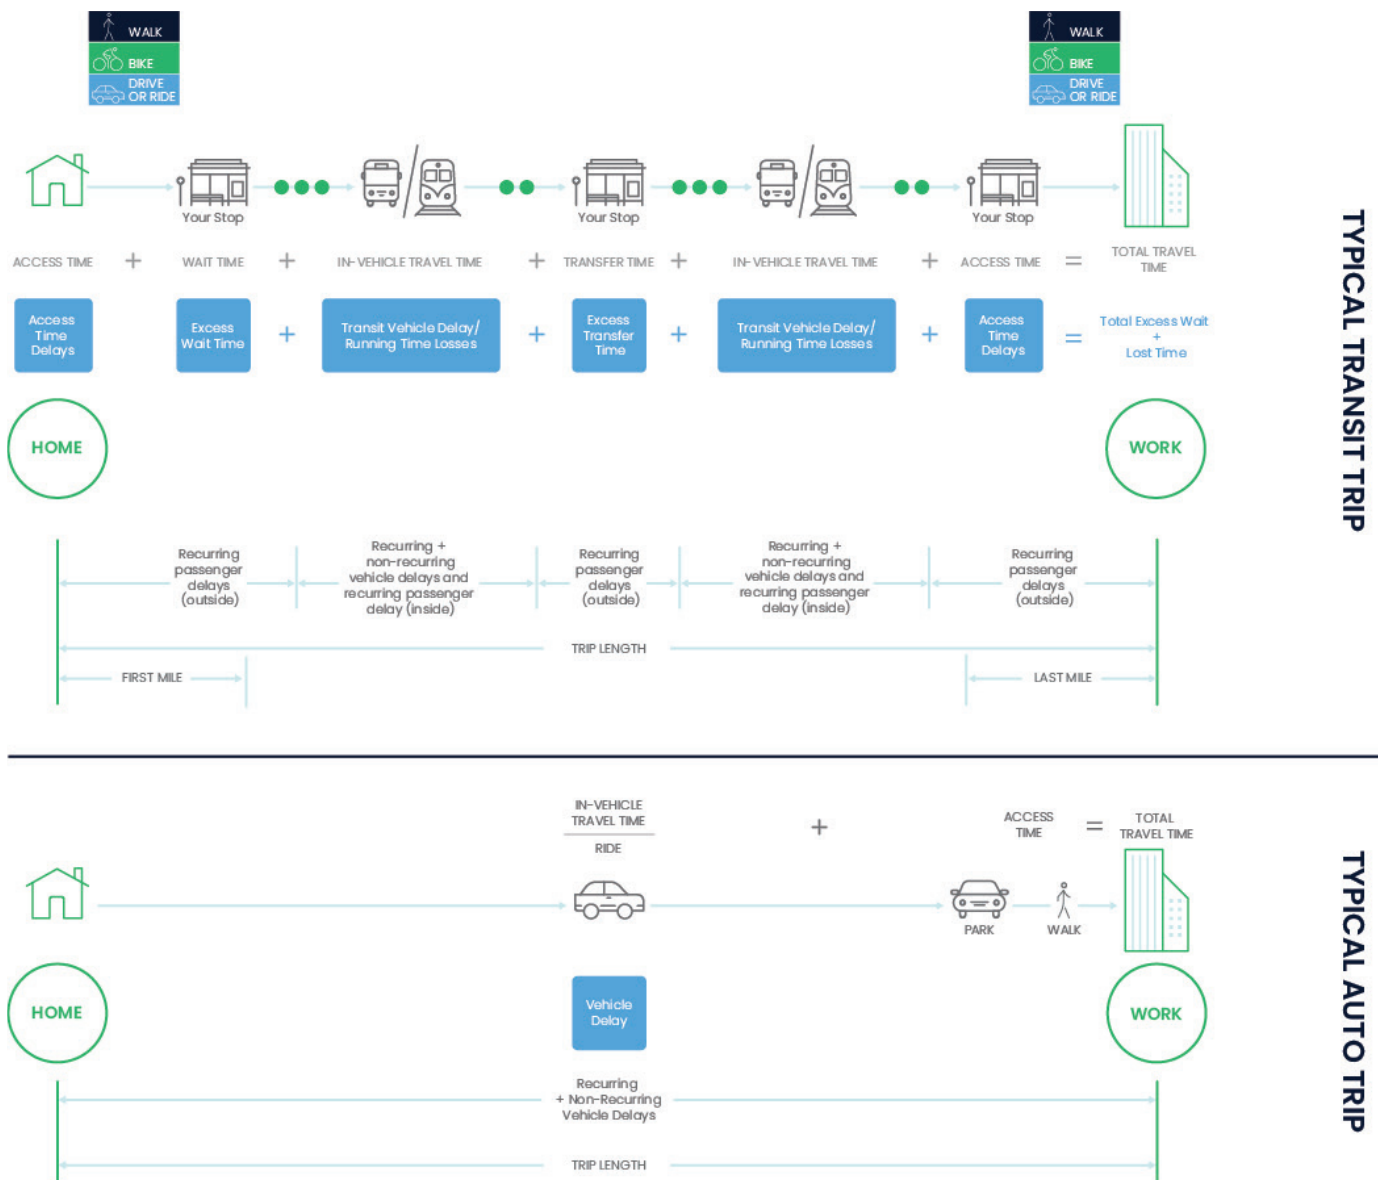 WALK
BIKE
DRIVE
OR RIDE
WALK
BIKE
DRIVE
OR RIDE
Your Stop
Your Stop
Your Stop
ACCESS TIME + WAIT TIME + IN-VEHICLE TRAVEL TIME + TRANSFER TIME + IN-VEHICLE TRAVEL TIME + ACCESS TIME = TOTAL TRAVEL
TIME
Access
Time
Delays
Excess
Wait Time
+
Transit Vehicle Delay/
Running Time Losses
+
Excess
Transfer
Time
+
Transit Vehicle Delay/
Running Time Losses
+
Access
Time
Delays
=
Total Excess Wait
+
Lost Time
HOME
WORK
Recurring
passenger
delays
(outside)
Recurring +
non-recurring
vehicle delays and
recurring passenger
delay (inside)
Recurring
passenger
delays
(outside)
Recurring +
non-recurring
vehicle delays and
recurring passenger
delay (inside)
Recurring
passenger
delays
(outside)
TRIP LENGTH
FIRST MILE
LAST MILE
TYPICAL TRANSIT TRIP
IN-VEHICLE
TRAVEL TIME
RIDE
+
ACCESS
TIME
=
TOTAL
TRAVEL TIME
PARK
WALK
HOME
Vehicle
Delay
WORK
Recurring
+ Non-Recurring
Vehicle Delays
TRIP LENGTH
TYPICAL AUTO TRIP